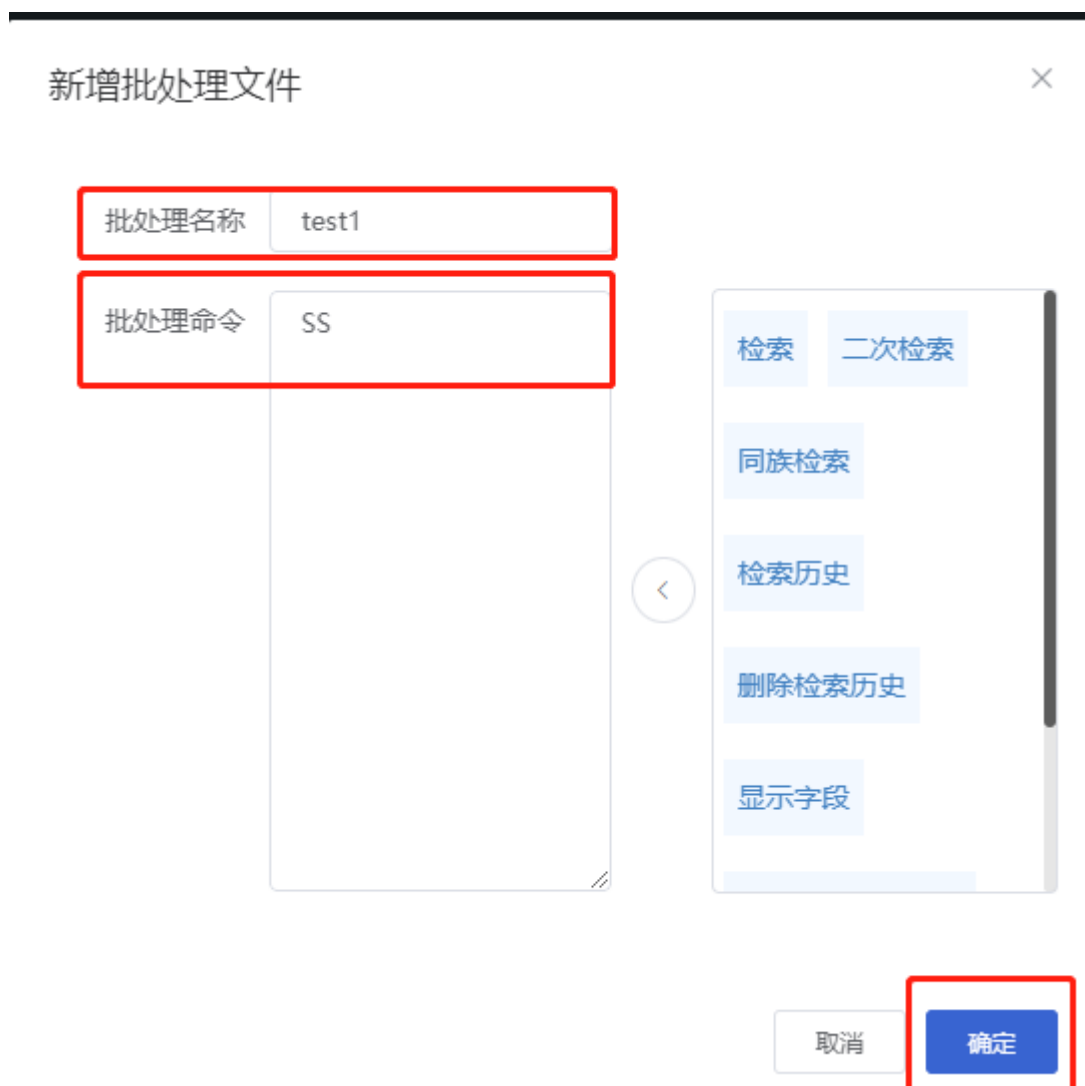 新增批处理文件
批处理名称 test1
批处理命令 SS
检索 二次检索
同族检索
检索历史
删除检索历史
显示字段
取消 确定